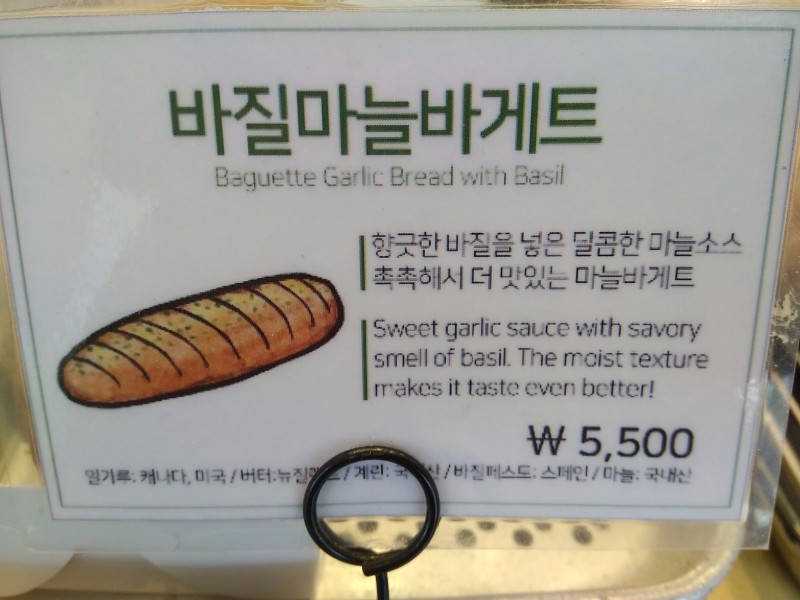 바질마늘바게트
Baguette Garlic Bread with Basil
향긋한 바질을 넣은 달콤한 마늘소스
촉촉해서 더 맛있는 마늘바게트
Sweet garlic sauce with savory
smell of basil. The moist texture
makes it taste even better!
₩ 5,500
밀가루: 캐나다, 미국 / 버터: / 계란: / 바질페스토: 스페인 / 마늘: 국내산